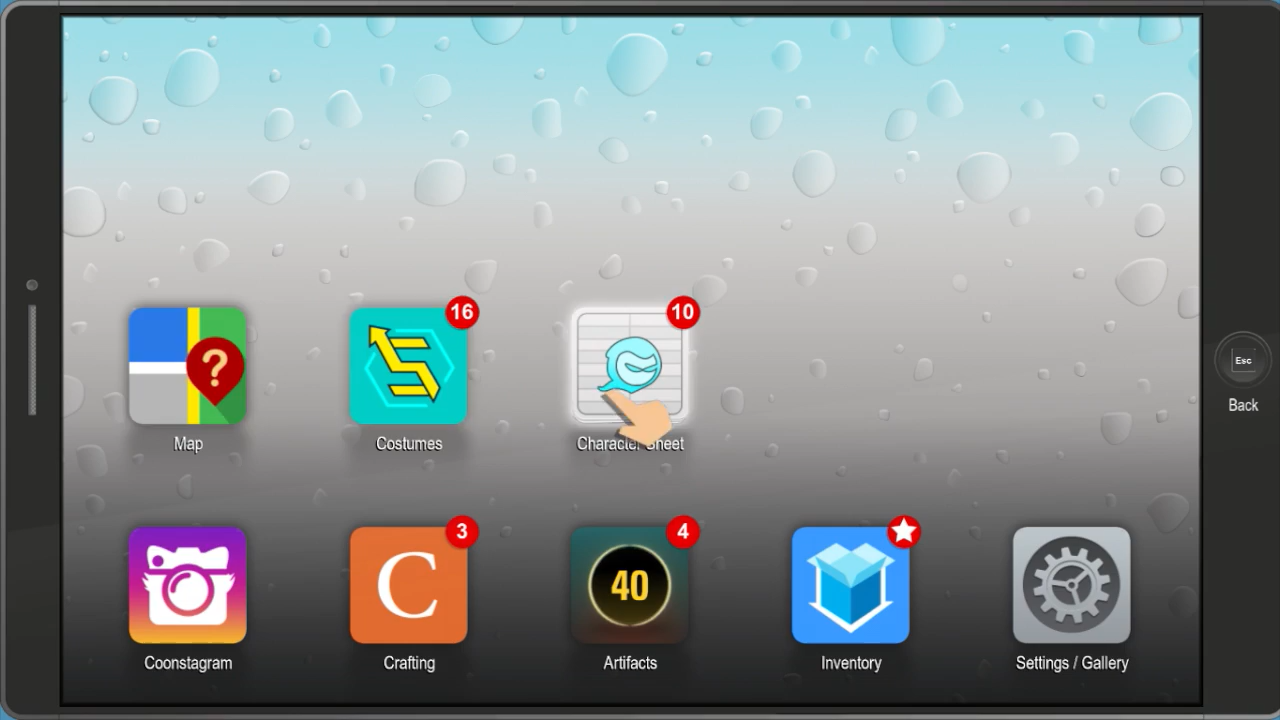 16
10
?
Map
Costumes
Character Sheet
Esc
Back
3
4
C
40
Coonstagram
Crafting
Artifacts
Inventory
Settings / Gallery